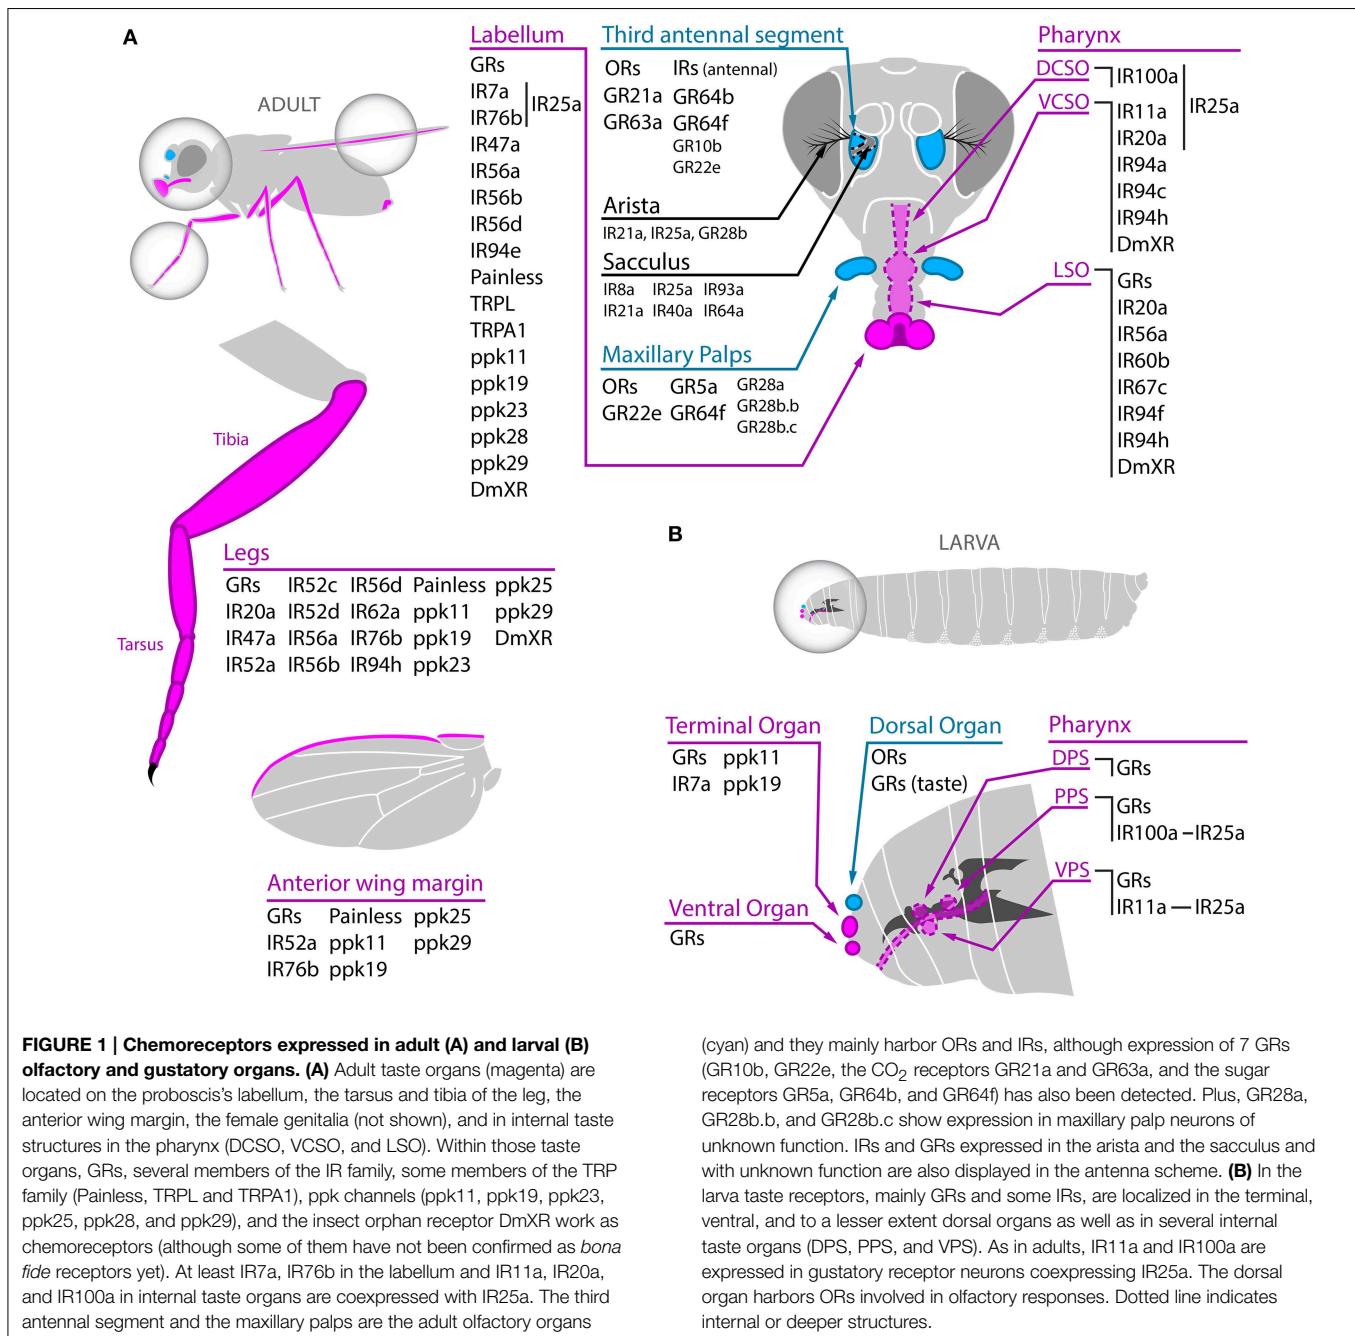 A
ADULT
Labellum
GRs
IR7a
IR76b
IR25a
IR47a
IR56a
IR56b
IR56d
IR94e
Painless
TRPL
TRPA1
ppk11
ppk19
ppk23
ppk28
ppk29
DmXR
Third antennal segment
ORs IRs (antennal)
GR21a GR64b
GR63a GR64f
GR10b
GR22e
Arista
IR21a, IR25a, GR28b
Sacculus
IR8a IR25a IR93a
IR21a IR40a IR64a
Maxillary Palps
ORs GR5a GR28a
GR22e GR64f GR28b.b
GR28b.c
Pharynx
DCSO
IR100a
IR25a
VCSO
IR11a
IR20a
IR94a
IR94c
IR94h
DmXR
LSO
GRs
IR20a
IR56a
IR60b
IR67c
IR94f
IR94h
DmXR
Tibia
Tarsus
Legs
GRs IR52c IR56d Painless ppk25
IR20a IR52d IR62a ppk11 ppk29
IR47a IR56a IR76b ppk19 DmXR
IR52a IR56b IR94h ppk23
Anterior wing margin
GRs Painless ppk25
IR52a ppk11 ppk29
IR76b ppk19
B
LARVA
Terminal Organ
GRs ppk11
IR7a ppk19
Ventral Organ
GRs
Dorsal Organ
ORs
GRs (taste)
Pharynx
DPS
GRs
PPS
GRs
IR100a – IR25a
VPS
GRs
IR11a — IR25a
FIGURE 1 | Chemoreceptors expressed in adult (A) and larval (B)
olfactory and gustatory organs. (A) Adult taste organs (magenta) are
located on the proboscis's labellum, the tarsus and tibia of the leg, the
anterior wing margin, the female genitalia (not shown), and in internal taste
structures in the pharynx (DCSO, VCSO, and LSO). Within those taste
organs, GRs, several members of the IR family, some members of the TRP
family (Painless, TRPL and TRPA1), ppk channels (ppk11, ppk19, ppk23,
ppk25, ppk28, and ppk29), and the insect orphan receptor DmXR work as
chemoreceptors (although some of them have not been confirmed as bona
fide receptors yet). At least IR7a, IR76b in the labellum and IR11a, IR20a,
and IR100a in internal taste organs are coexpressed with IR25a. The third
antennal segment and the maxillary palps are the adult olfactory organs
(cyan) and they mainly harbor ORs and IRs, although expression of 7 GRs
(GR10b, GR22e, the CO2 receptors GR21a and GR63a, and the sugar
receptors GR5a, GR64b, and GR64f) has also been detected. Plus, GR28a,
GR28b.b, and GR28b.c show expression in maxillary palp neurons of
unknown function. IRs and GRs expressed in the arista and the sacculus and
with unknown function are also displayed in the antenna scheme. (B) In the
larva taste receptors, mainly GRs and some IRs, are localized in the terminal,
ventral, and to a lesser extent dorsal organs as well as in several internal
taste organs (DPS, PPS, and VPS). As in adults, IR11a and IR100a are
expressed in gustatory receptor neurons coexpressing IR25a. The dorsal
organ harbors ORs involved in olfactory responses. Dotted line indicates
internal or deeper structures.